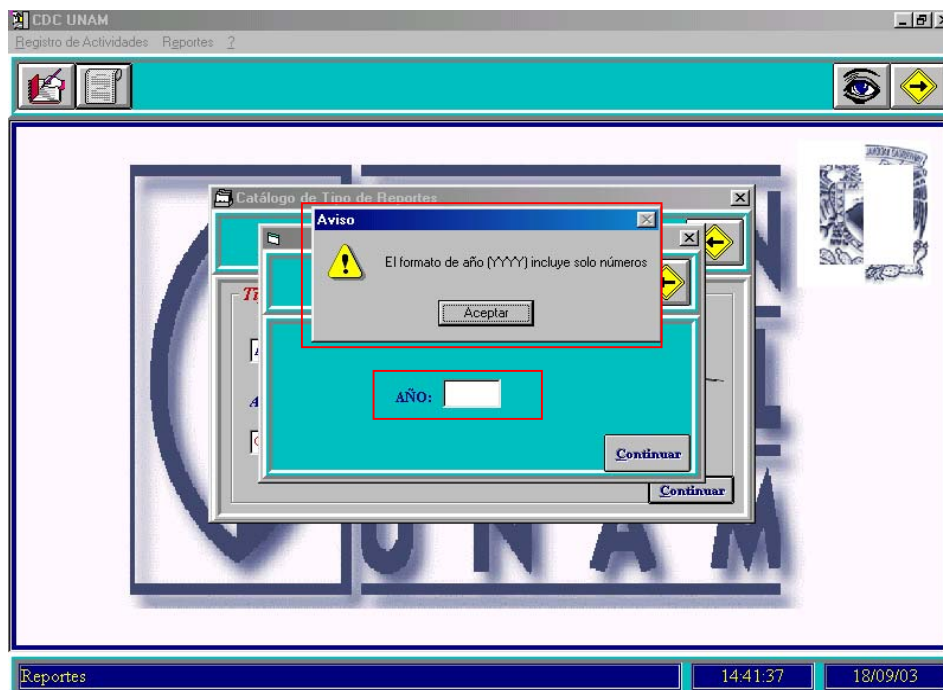 CDC UNAM
Registro de Actividades Reportes ?
Catálogo de Tipo de Reportes
Aviso
El formato de año (YYYY) incluye solo números
Aceptar
AÑO:
Continuar
Continuar
UNAM
Reportes 14:41:37 18/09/03